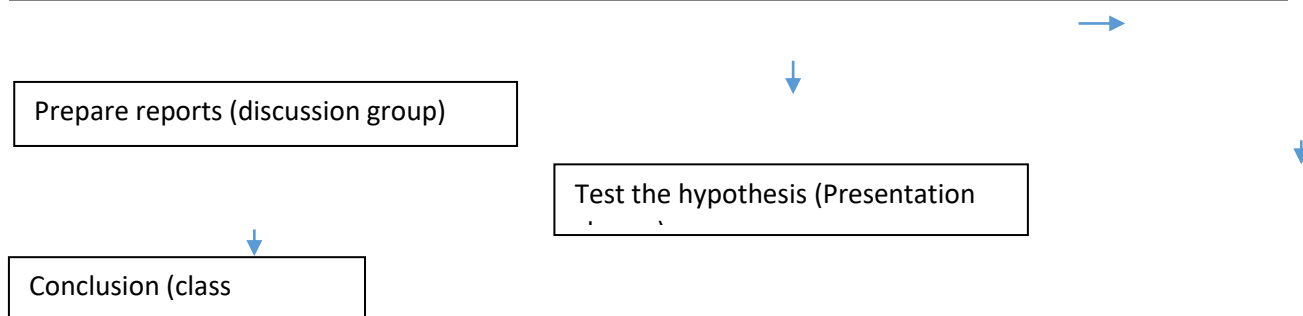 Prepare reports (discussion group)
Test the hypothesis (Presentation
Conclusion (class